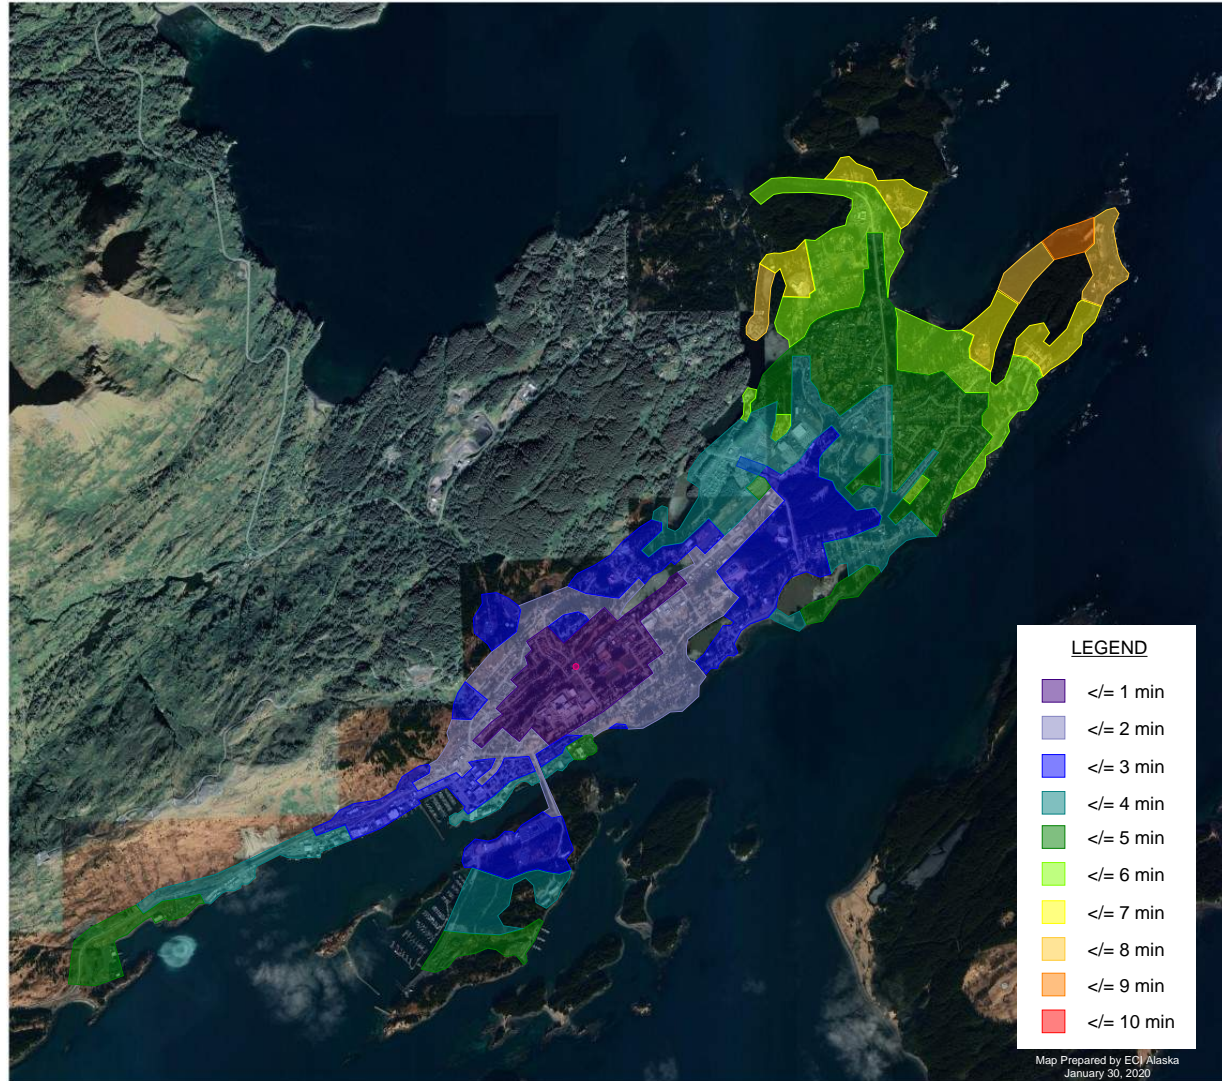 LEGEND
</= 1 min
</= 2 min
</= 3 min
</= 4 min
</= 5 min
</= 6 min
</= 7 min
</= 8 min
</= 9 min
</= 10 min
Map Prepared by ECI Alaska
January 30, 2020